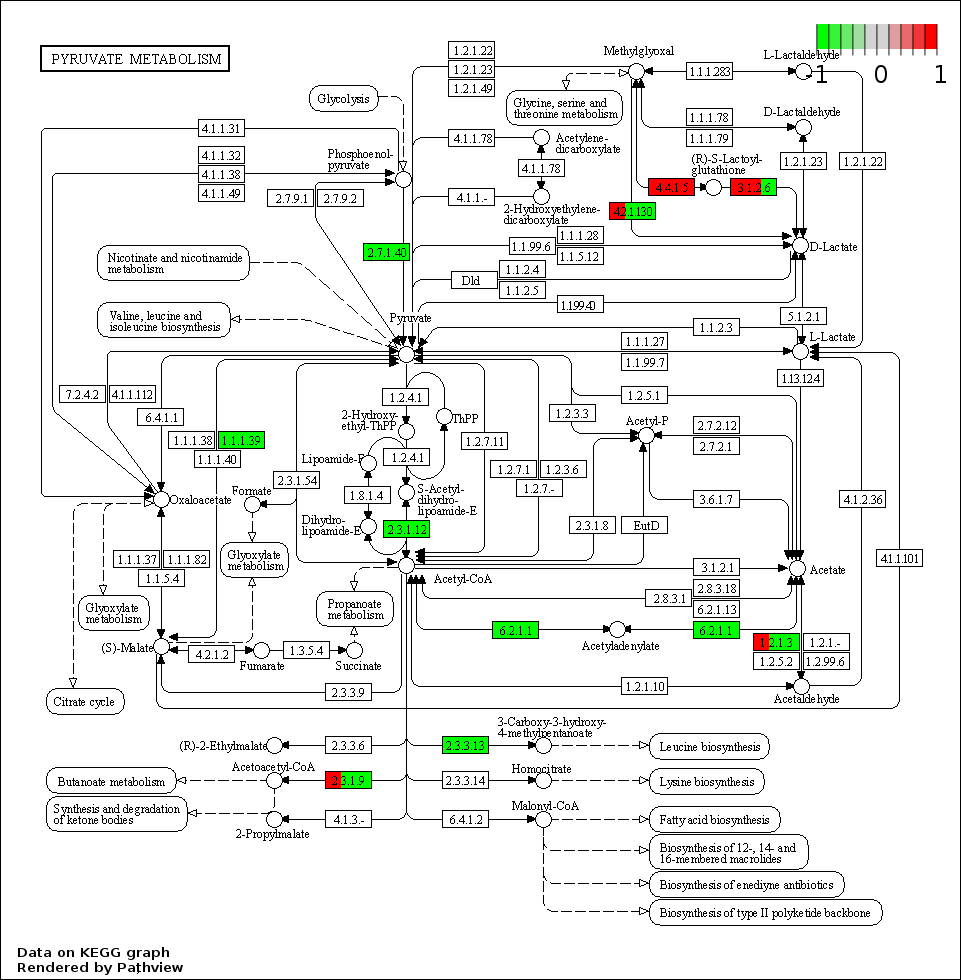 PYRUVATE METABOLISM
-1 0 1
1.2.1.22
1.2.1.23
1.2.1.49
Methylglyoxal
1.1.1.283
L-Lactaldehyde
Glycolysis
Glycine, serine and
threonine metabolism
1.1.1.78
1.1.1.79
D-Lactaldehyde
4.1.1.31
4.1.1.32
4.1.1.38
4.1.1.49
Phosphoenol-
pyruvate
4.1.1.78
Acetylene-
dicarboxylate
4.1.1.78
(R)-S-Lactoyl-
glutathione
1.2.1.23
1.2.1.22
2.7.9.1
2.7.9.2
4.1.1.-
2-Hydroxyethylene-
dicarboxylate
4.4.1.5
3.1.2.6
4.2.1.130
2.7.1.40
1.1.99.6
1.1.1.28
1.1.5.12
D-Lactate
Nicotinate and nicotinamide
metabolism
Dld
1.1.2.4
1.1.2.5
1.1.99.40
Valine, leucine and
isoleucine biosynthesis
Pyruvate
5.1.2.1
1.1.2.3
L-Lactate
1.1.1.27
1.1.99.7
1.13.12.4
7.2.4.2
4.1.1.112
6.4.1.1
1.2.4.1
1.2.5.1
1.2.3.3
2-Hydroxy-
ethyl-ThPP
ThPP
Acetyl-P
2.7.2.12
2.7.2.1
1.1.1.38
1.1.1.39
1.1.1.40
1.2.7.11
Lipoamide-E
1.2.4.1
1.2.7.1
1.2.3.6
1.2.7.-
2.3.1.54
Formate
Oxaloacetate
1.8.1.4
S-Acetyl-
dihydro-
lipoamide-E
3.6.1.7
4.1.2.36
Dihydro-
lipoamide-E
2.3.1.12
2.3.1.8
EutD
1.1.1.37
1.1.1.82
1.1.5.4
Glyoxylate
metabolism
4.1.1.101
Acetyl-CoA
3.1.2.1
Acetate
2.8.3.1
2.8.3.18
6.2.1.13
Glyoxylate
metabolism
Propanoate
metabolism
6.2.1.1
6.2.1.1
Acetyladenylate
(S)-Malate
4.2.1.2
Fumarate
1.3.5.4
Succinate
1.2.1.3
1.2.1.-
1.2.5.2
1.2.99.6
Citrate cycle
2.3.3.9
1.2.1.10
Acetaldehyde
(R)-2-Ethylmalate
2.3.3.6
2.3.3.13
3-Carboxy-3-hydroxy-
4-methylpentanoate
Leucine biosynthesis
Butanoate metabolism
Acetoacetyl-CoA
2.3.1.9
2.3.3.14
Homocitrate
Lysine biosynthesis
Synthesis and degradation
of ketone bodies
2-Propylmalate
4.1.3.-
6.4.1.2
Malonyl-CoA
Fatty acid biosynthesis
Biosynthesis of 12-, 14- and
16-membered macrolides
Biosynthesis of enediyne antibiotics
Biosynthesis of type II polyketide backbone
Data on KEGG graph
Rendered by Pathview